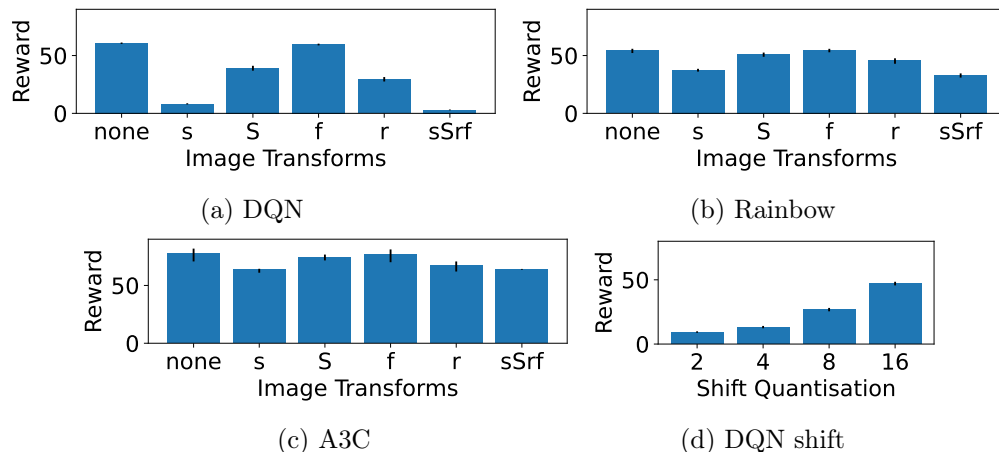 Reward
50
0
none s S f r sSrf
Image Transforms
(a) DQN
Reward
50
0
none s S f r sSrf
Image Transforms
(b) Rainbow
Reward
50
0
none s S f r sSrf
Image Transforms
(c) A3C
Reward
50
0
2 4 8 16
Shift Quantisation
(d) DQN shift